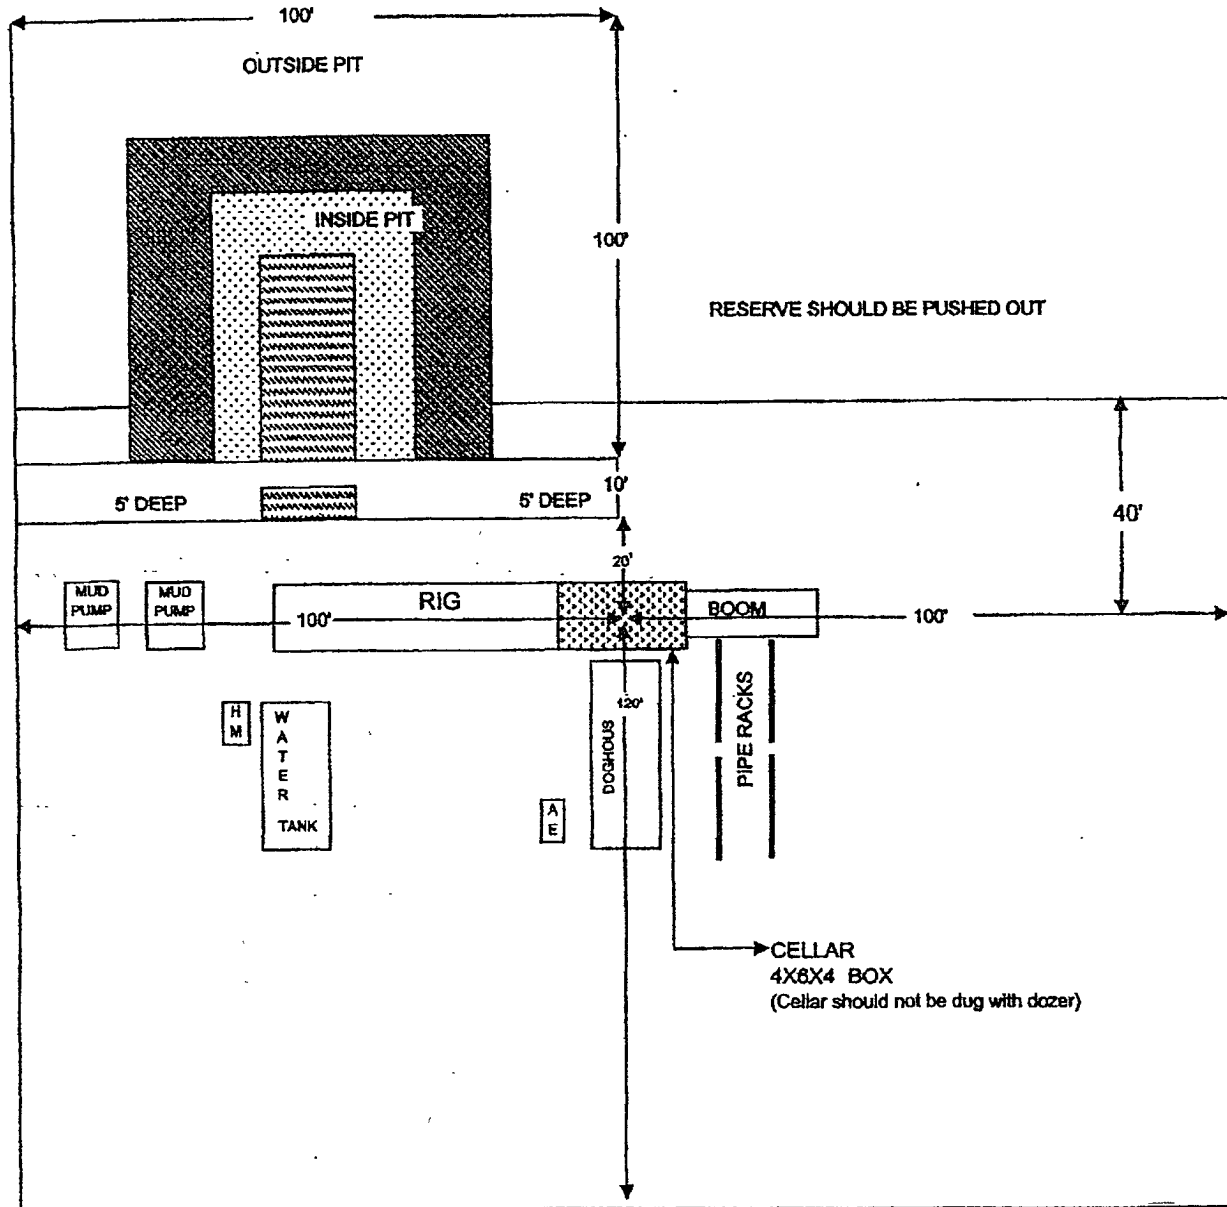 100'
OUTSIDE PIT
INSIDE PIT
100'
RESERVE SHOULD BE PUSHED OUT
5' DEEP
5' DEEP
10'
40'
20'
MUD
PUMP
MUD
PUMP
RIG
BOOM
100'
100'
H
M
W
A
T
E
R
TANK
DOGHOUS
120'
PIPE RACKS
A
E
CELLAR
4X6X4 BOX
(Cellar should not be dug with dozer)